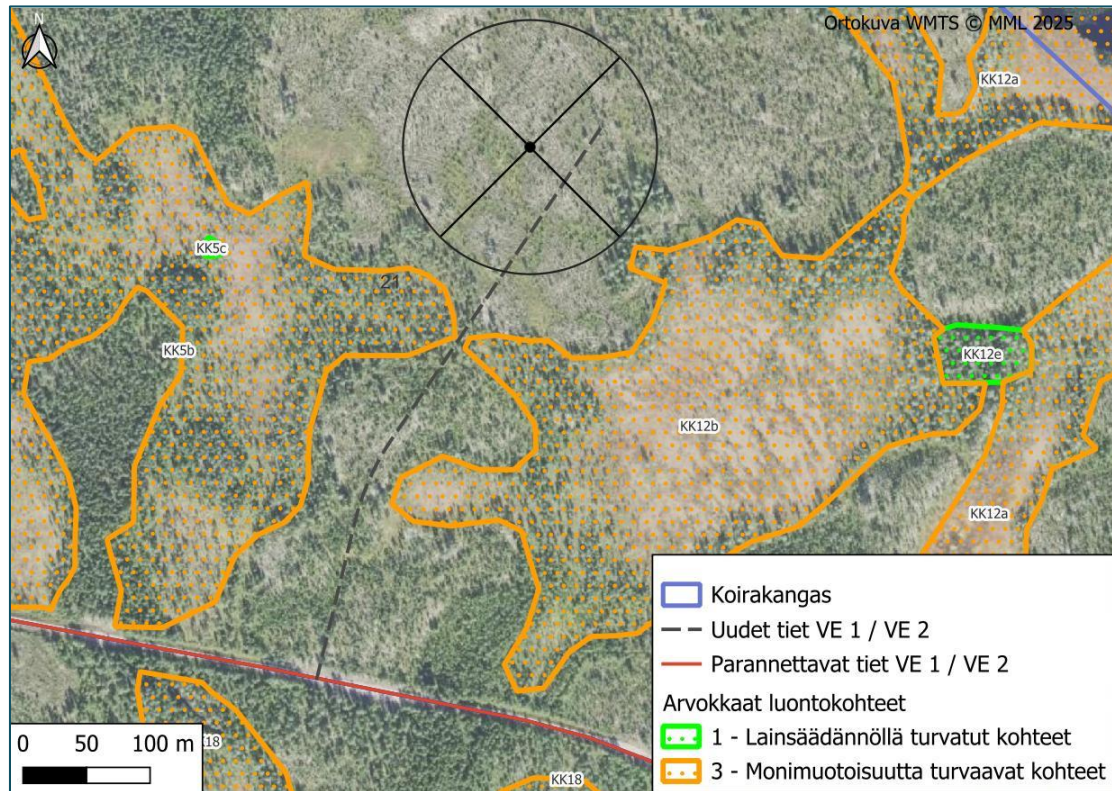 Ortokuva WMTS © MML 2025
N
KK12a
KK5c
21
KK5b
KK12e
KK12b
KK12a
Koirakangas
Uudet tiet VE 1 / VE 2
Parannettavat tiet VE 1 / VE 2
Arvokkaat luontokohteet
1 - Lainsäädännöllä turvatut kohteet
3 - Monimuotoisuutta turvaavat kohteet
0 50 100 m
KK18